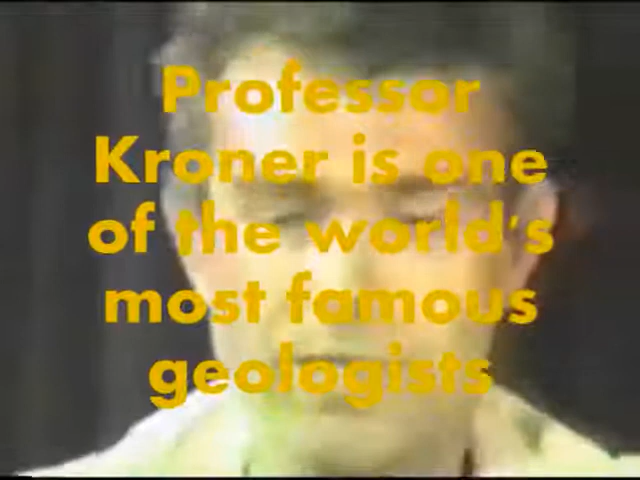 Professor
Kroner is one
of the world's
most famous
geologists